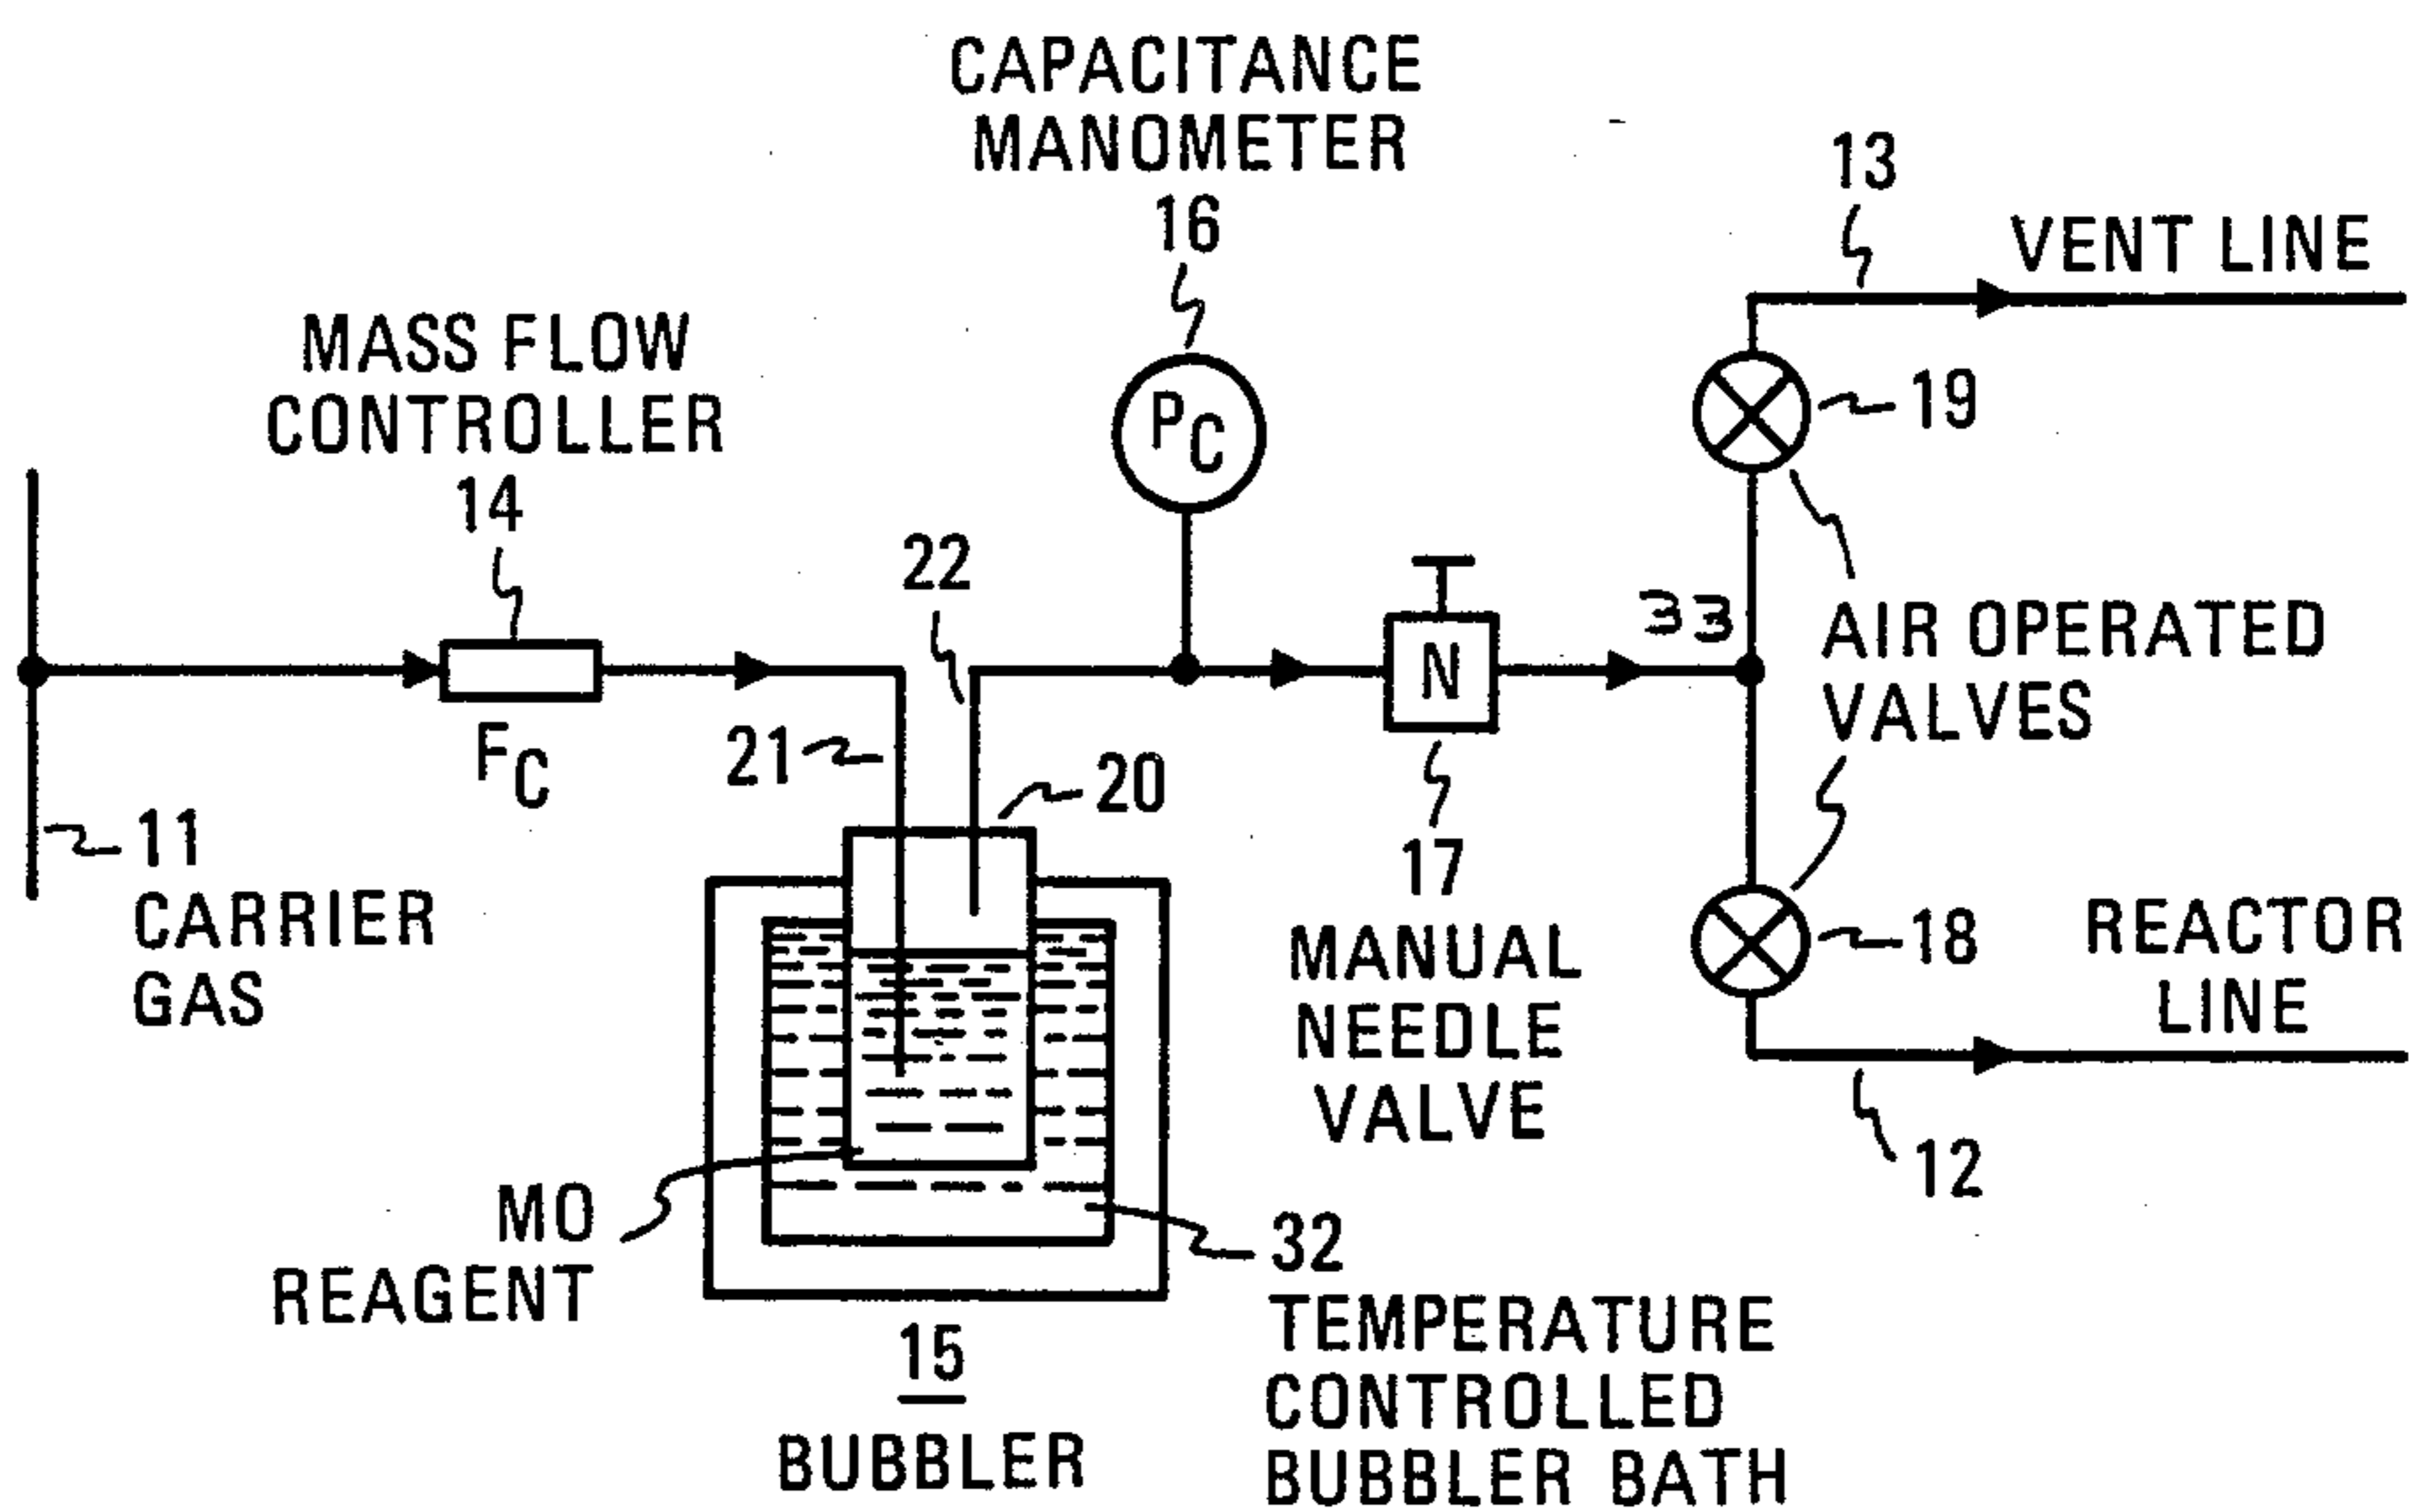 CAPACITANCE
MANOMETER
16
13
VENT LINE
MASS FLOW
CONTROLLER
14
PC
19
22
33
AIR OPERATED
VALVES
N
FC
21
20
11
CARRIER
GAS
17
MANUAL
NEEDLE
VALVE
18
REACTOR
LINE
12
MO
REAGENT
32
TEMPERATURE
CONTROLLED
BUBBLER BATH
15
BUBBLER